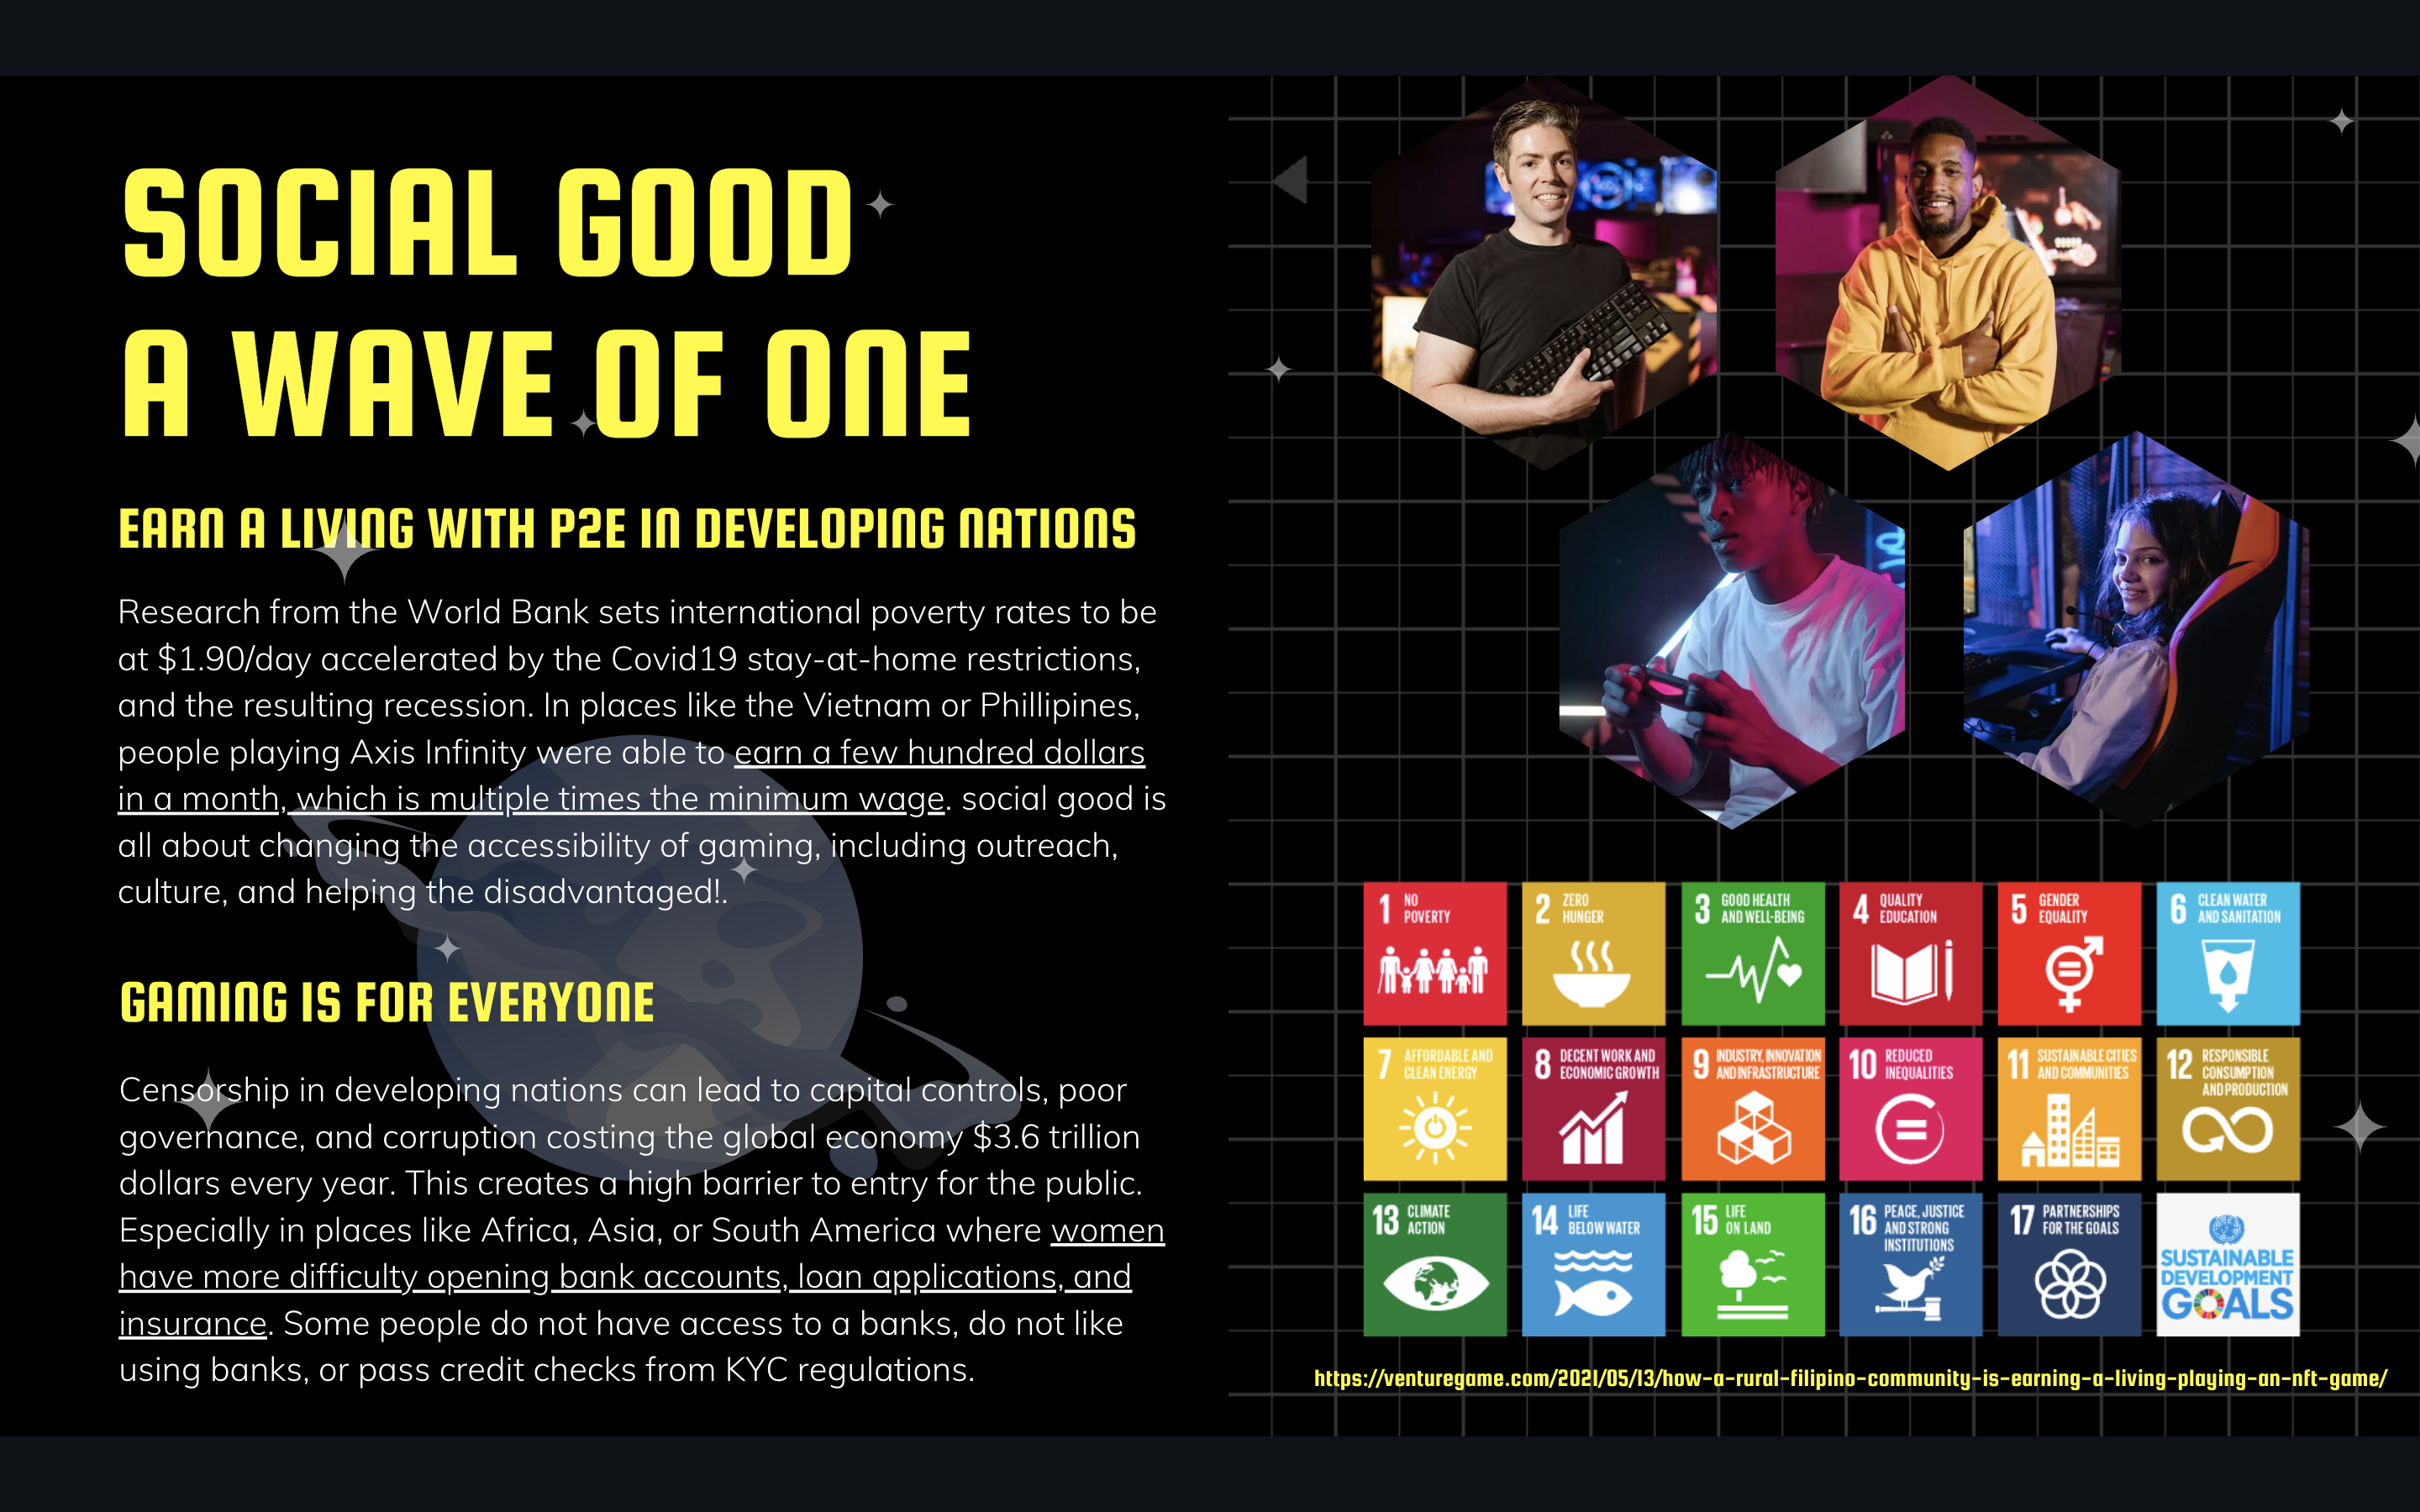 SOCIAL GOOD
A WAVE OF ONE
EARN A LIVING WITH P2E IN DEVELOPING NATIONS
Research from the World Bank sets international poverty rates to be
at $1.90/day accelerated by the Covid19 stay-at-home restrictions,
and the resulting recession. In places like the Vietnam or Phillipines,
people playing Axis Infinity were able to earn a few hundred dollars
in a month, which is multiple times the minimum wage. social good is
all about changing the accessibility of gaming, including outreach,
culture, and helping the disadvantaged!.
GAMING IS FOR EVERYONE
Censorship in developing nations can lead to capital controls, poor
governance, and corruption costing the global economy $3.6 trillion
dollars every year. This creates a high barrier to entry for the public.
Especially in places like Africa, Asia, or South America where women
have more difficulty opening bank accounts, loan applications, and
insurance. Some people do not have access to a banks, do not like
using banks, or pass credit checks from KYC regulations.
1 NO
POVERTY
2 ZERO
HUNGER
3 GOOD HEALTH
AND WELL-BEING
4 QUALITY
EDUCATION
5 GENDER
EQUALITY
6 CLEAN WATER
AND SANITATION
7 AFFORDABLE AND
CLEAN ENERGY
8 DECENT WORK AND
ECONOMIC GROWTH
9 INDUSTRY, INNOVATION
AND INFRASTRUCTURE
10 REDUCED
INEQUALITIES
11 SUSTAINABLE CITIES
AND COMMUNITIES
12 RESPONSIBLE
CONSUMPTION
AND PRODUCTION
13 CLIMATE
ACTION
14 LIFE
BELOW WATER
15 LIFE
ON LAND
16 PEACE, JUSTICE
AND STRONG
INSTITUTIONS
17 PARTNERSHIPS
FOR THE GOALS
SUSTAINABLE
DEVELOPMENT
GOALS
https://venturegame.com/2021/05/13/how-a-rural-filipino-community-is-earning-a-living-playing-an-nft-game/